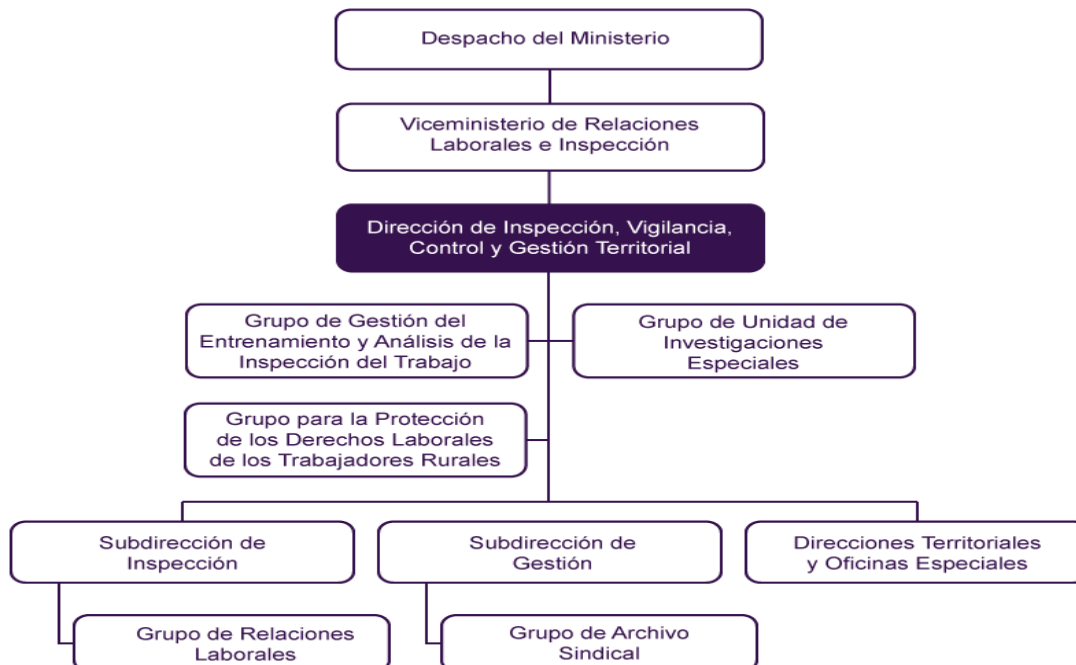 Despacho del Ministerio
Viceministerio de Relaciones
Laborales e Inspección
Dirección de Inspección, Vigilancia,
Control y Gestión Territorial
Grupo de Gestión del
Entrenamiento y Análisis de la
Inspección del Trabajo
Grupo de Unidad de
Investigaciones
Especiales
Grupo para la Protección
de los Derechos Laborales
de los Trabajadores Rurales
Subdirección de
Inspección
Subdirección de
Gestión
Direcciones Territoriales
y Oficinas Especiales
Grupo de Relaciones
Laborales
Grupo de Archivo
Sindical